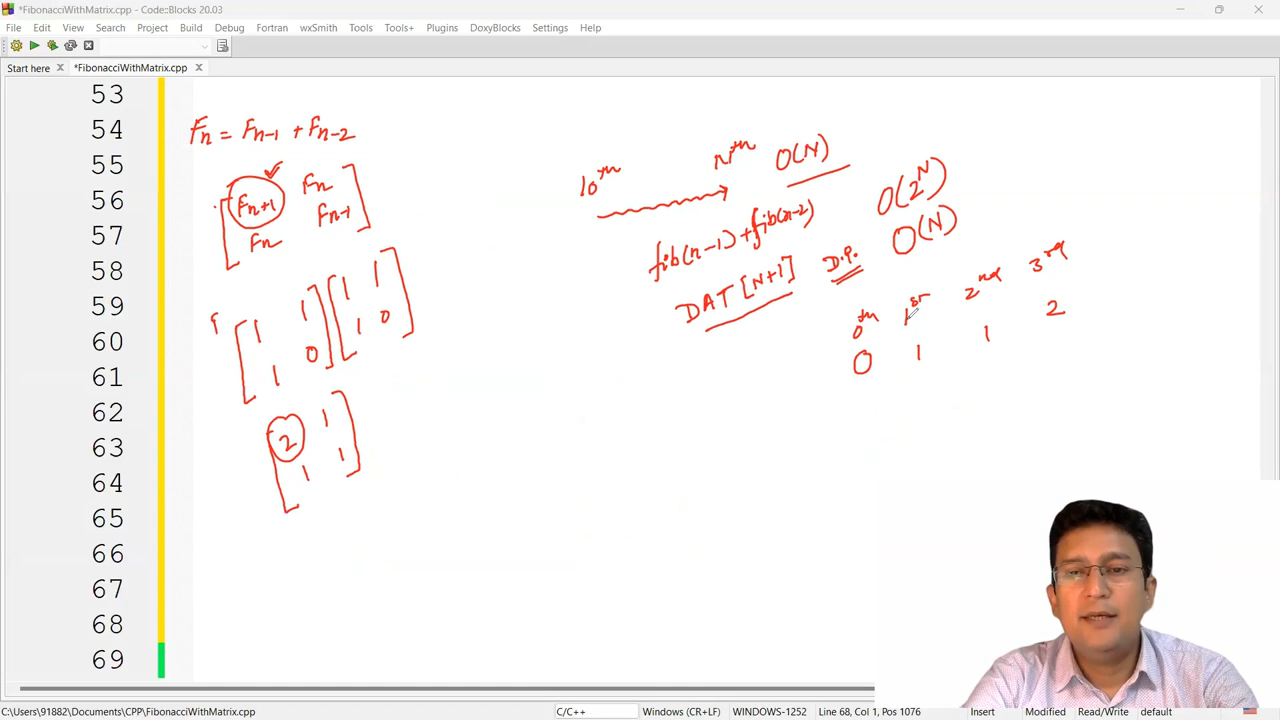 *FibonacciWithMatrix.cpp - Code::Blocks 20.03
File Edit View Search Project Build Debug Fortran wxSmith Tools Tools+ Plugins DoxyBlocks Settings Help
Start here *FibonacciWithMatrix.cpp
53
54
55
56
57
58
59
60
61
62
63
64
65
66
67
68
69
Fn = Fn-1 + Fn-2
Fn+1 Fn
Fn Fn-1
1 1 1 1
1 0 1 0
2 1
1 1
10th Nth O(N)
fib(n-1)+fib(n-2) O(2^N)
DAT[N+1] D.P. O(N)
0th 1st 2nd 3rd
0 1 1 2
C:\Users\91882\Documents\CPP\FibonacciWithMatrix.cpp C/C++ Windows (CR+LF) WINDOWS-1252 Line 68, Col 1, Pos 1076 Insert Modified Read/Write default